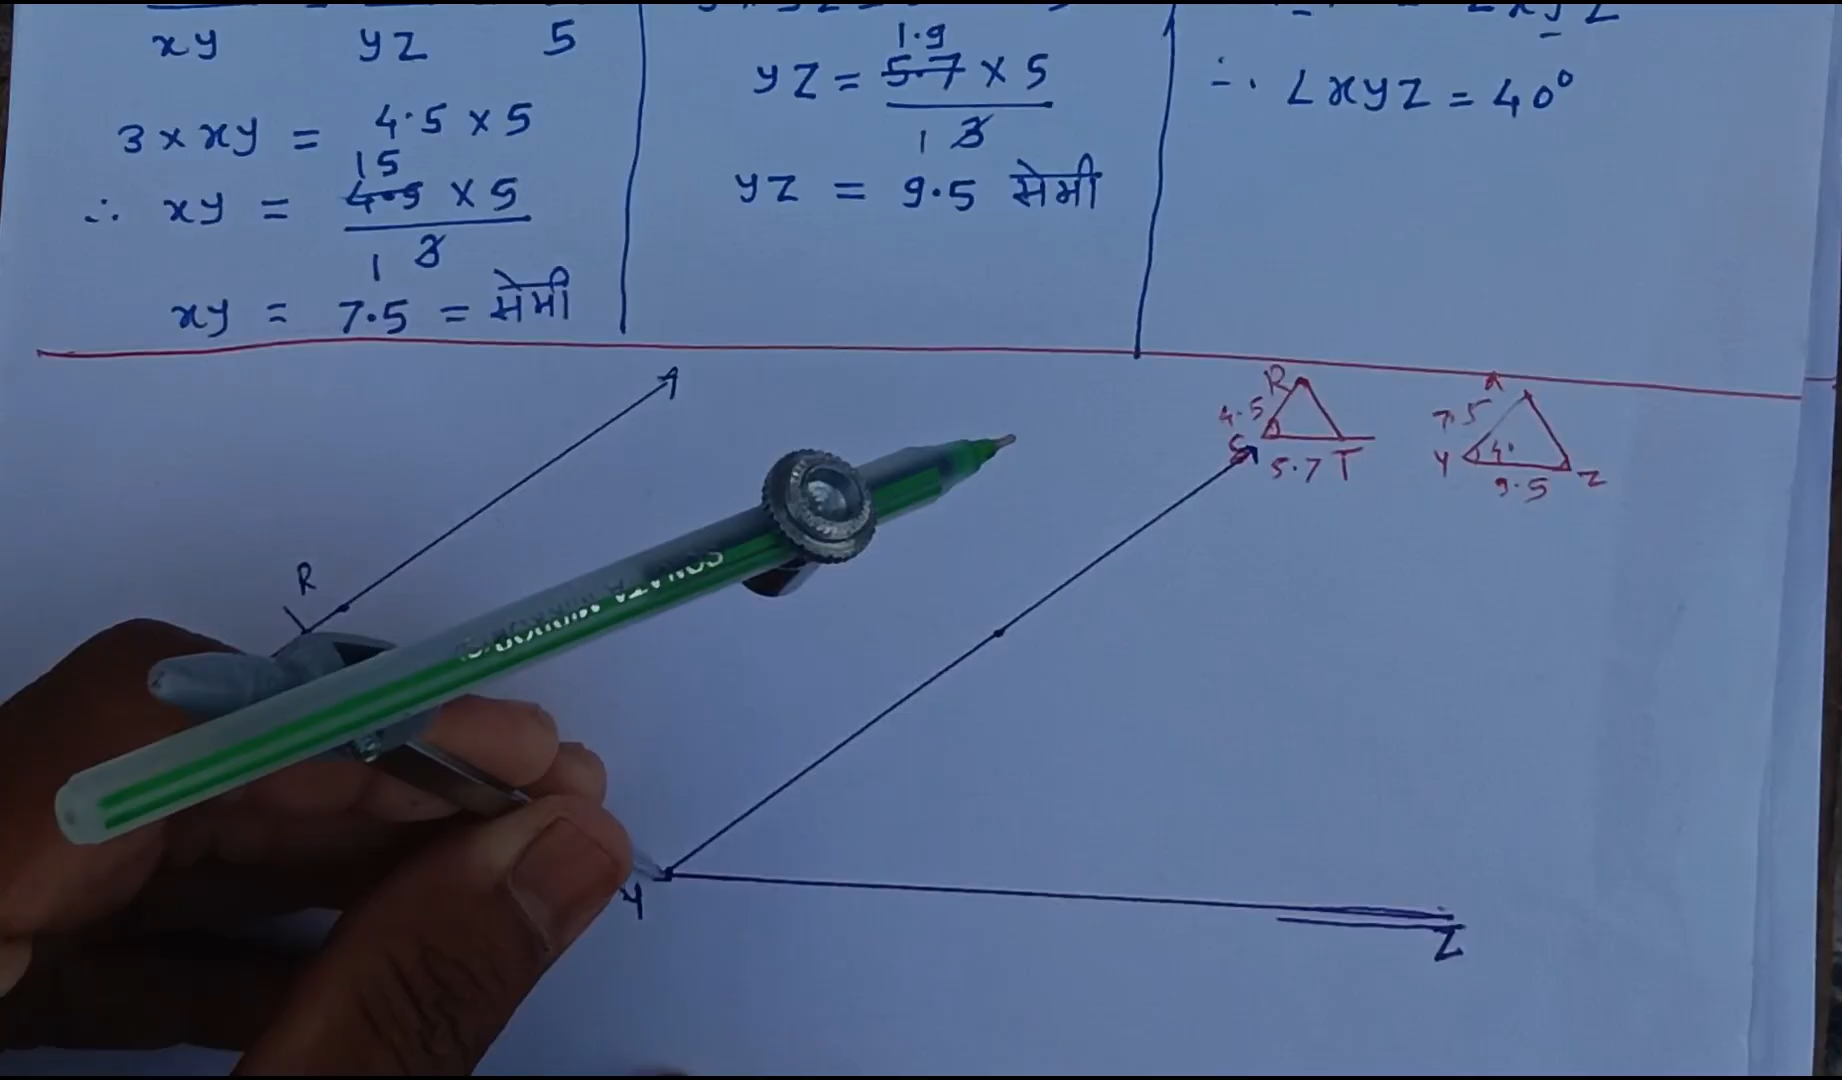 xy yz 5
3 × xy = 4.5 × 5
15
∴ xy = 4.5 × 5
1 3
xy = 7.5 = सेमी
1.9
yz = 5.7 × 5
1 3
yz = 9.5 सेमी
∴ ∠xyz = 40°
R
4.5
S
5.7 T
7.5
Y 4
9.5 Z
R
Y
Z